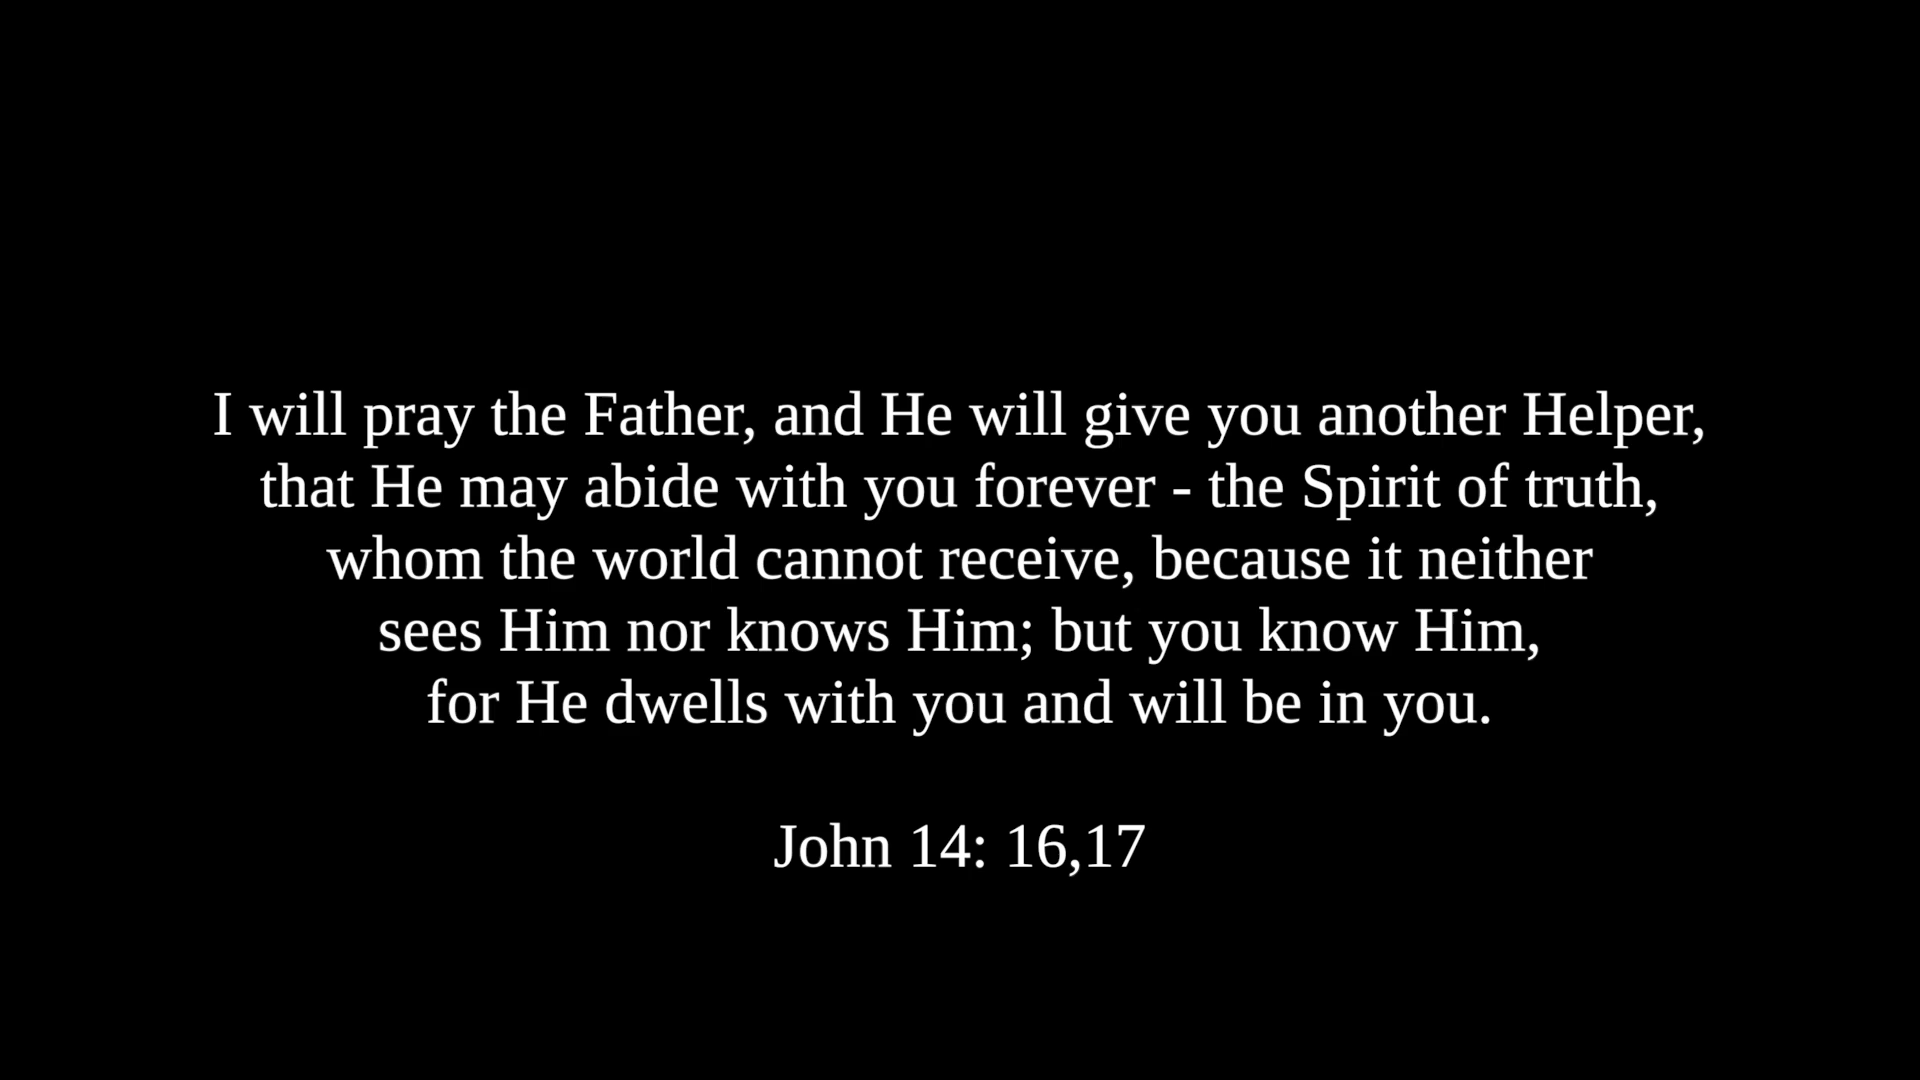 I will pray the Father, and He will give you another Helper,
that He may abide with you forever - the Spirit of truth,
whom the world cannot receive, because it neither
sees Him nor knows Him; but you know Him,
for He dwells with you and will be in you.
John 14: 16,17